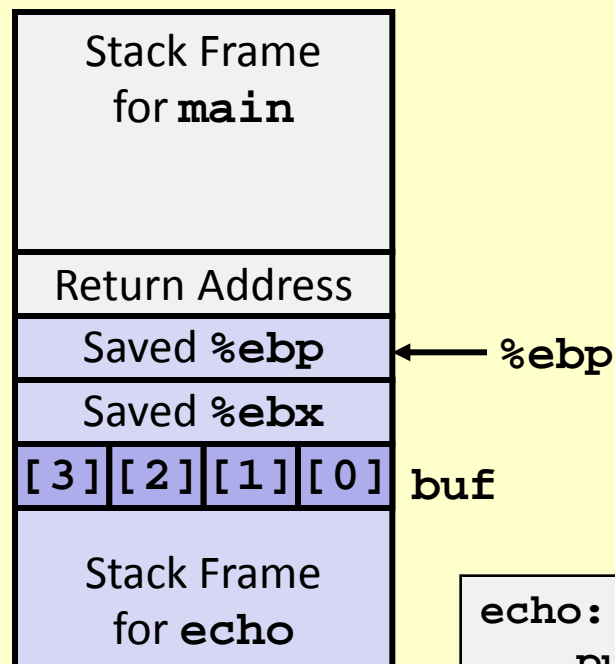 Stack Frame
for main
Return Address
Saved %ebp
%ebp
Saved %ebx
[3] [2] [1] [0]
buf
Stack Frame
for echo
echo: